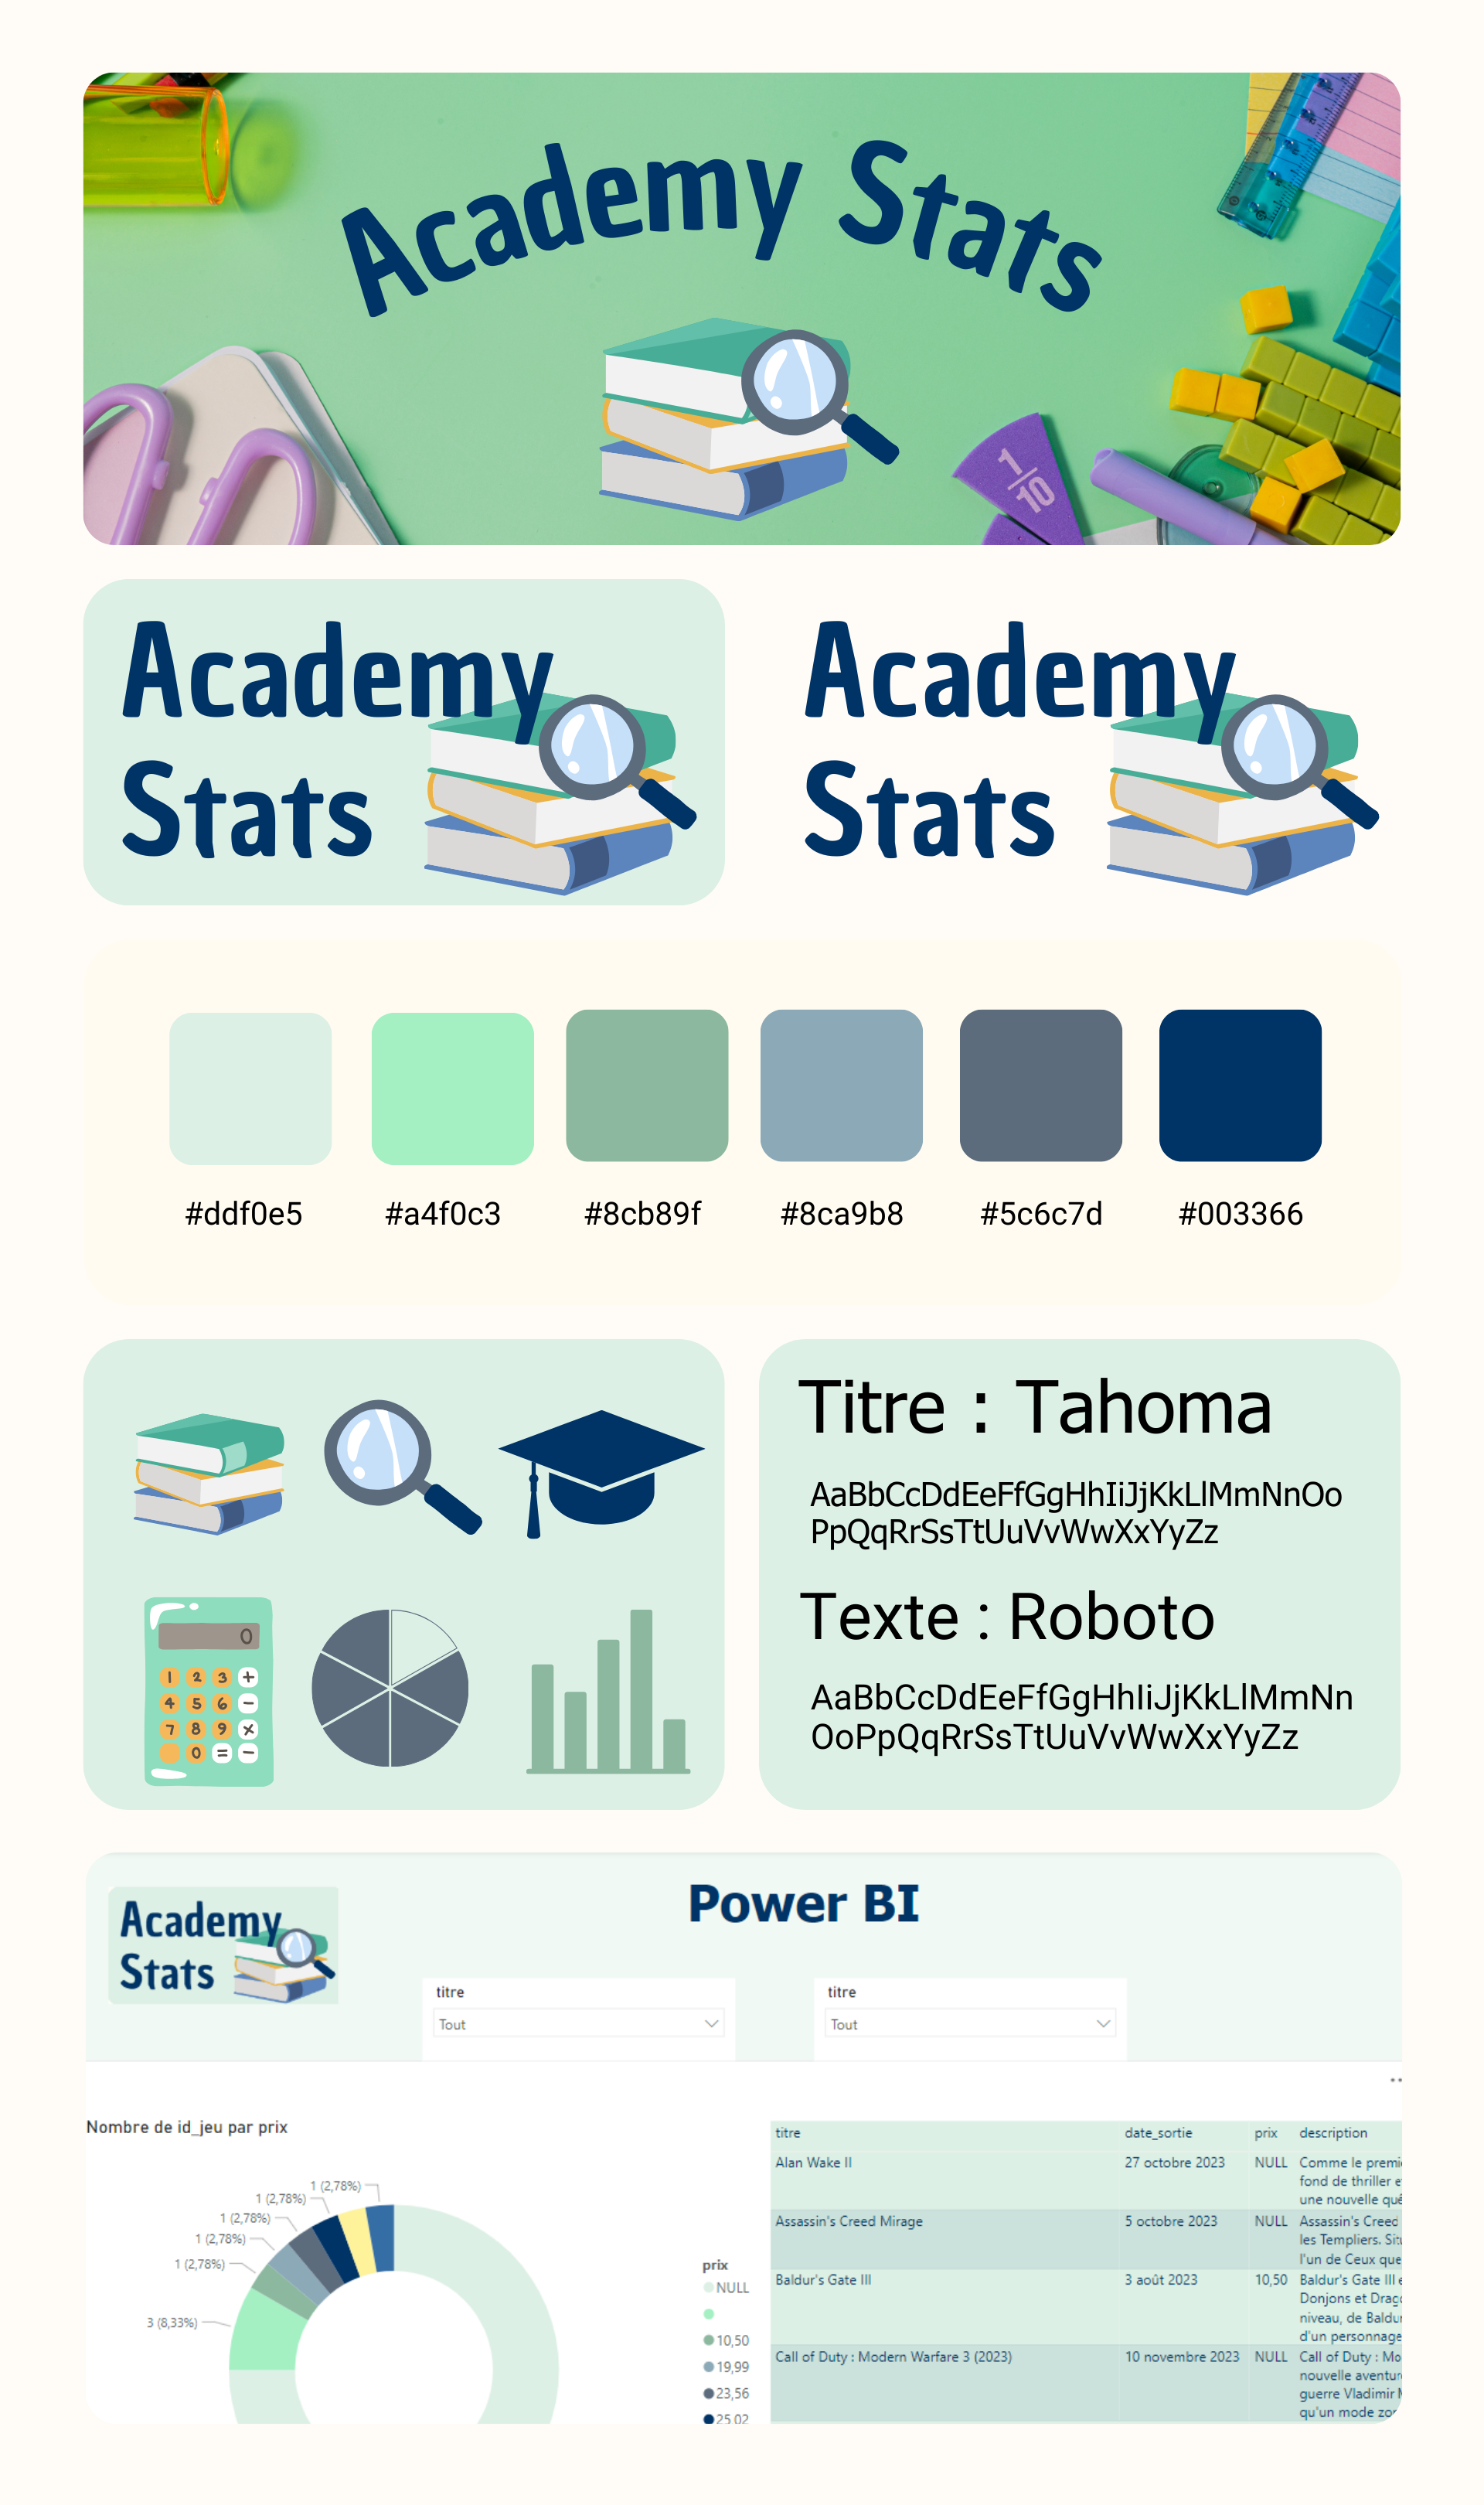 Academy Stats
1
10
Academy
Stats
Academy
Stats
#ddf0e5
#a4f0c3
#8cb89f
#8ca9b8
#5c6c7d
#003366
0
1 2 3 +
4 5 6 −
7 8 9 ×
0 = −
Titre : Tahoma
AaBbCcDdEeFfGgHhIiJjKkLlMmNnOo
PpQqRrSsTtUuVvWwXxYyZz
Texte : Roboto
AaBbCcDdEeFfGgHhIiJjKkLlMmNn
OoPpQqRrSsTtUuVvWwXxYyZz
Academy
Stats
Power BI
titre
Tout
titre
Tout
Nombre de id_jeu par prix
1 (2,78%)
1 (2,78%)
1 (2,78%)
1 (2,78%)
1 (2,78%)
3 (8,33%)
prix
NULL
10,50
19,99
23,56
25,02
titre date_sortie prix description
Alan Wake II 27 octobre 2023 NULL Comme le premi
fond de thriller e
une nouvelle quê
Assassin's Creed Mirage 5 octobre 2023 NULL Assassin's Creed
les Templiers. Situ
l'un de Ceux que
Baldur's Gate III 3 août 2023 10,50 Baldur's Gate III e
Donjons et Drago
niveau, de Baldu
d'un personnage
Call of Duty : Modern Warfare 3 (2023) 10 novembre 2023 NULL Call of Duty : Mo
nouvelle aventur
guerre Vladimir M
qu'un mode zo